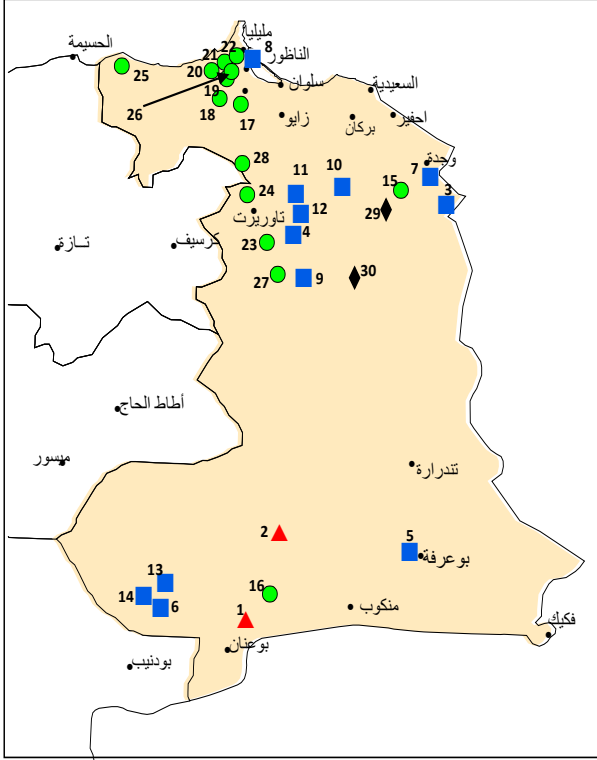 مليليا
8
22
الناظور
الحسيمة
21
25
20
سلوان
السعيدية
19
26
18
17
زايو
بركان
احفير
28
وجدة
7
10
11
15
3
24
12
29
تاوريرت
4
كرسيف
23
تــازة
27
9
30
أطاط الحاج
ميسور
تندرارة
2
5
بوعرفة
13
16
14
6
1
منكوب
فكيك
بوعنان
بودنيب